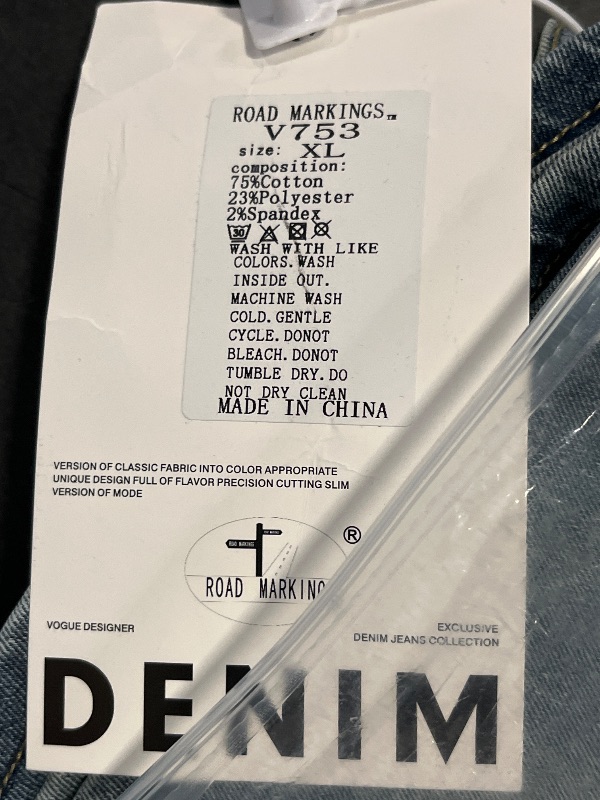 ROAD MARKINGS™
V753
size: XL
composition:
75%Cotton
23%Polyester
2%Spandex
30
WASH WITH LIKE
COLORS.WASH
INSIDE OUT.
MACHINE WASH
COLD.GENTLE
CYCLE.DONOT
BLEACH.DONOT
TUMBLE DRY.DO
NOT DRY CLEAN
MADE IN CHINA
VERSION OF CLASSIC FABRIC INTO COLOR APPROPRIATE
UNIQUE DESIGN FULL OF FLAVOR PRECISION CUTTING SLIM
VERSION OF MODE
ROAD MARKINGS
®
ROAD MARKING
VOGUE DESIGNER
EXCLUSIVE
DENIM JEANS COLLECTION
DENIM